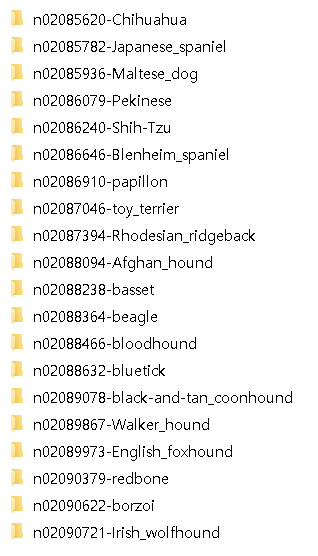 n02085620-Chihuahua
n02085782-Japanese_spaniel
n02085936-Maltese_dog
n02086079-Pekinese
n02086240-Shih-Tzu
n02086646-Blenheim_spaniel
n02086910-papillon
n02087046-toy_terrier
n02087394-Rhodesian_ridgeback
n02088094-Afghan_hound
n02088238-basset
n02088364-beagle
n02088466-bloodhound
n02088632-bluetick
n02089078-black-and-tan_coonhound
n02089867-Walker_hound
n02089973-English_foxhound
n02090379-redbone
n02090622-borzoi
n02090721-Irish_wolfhound